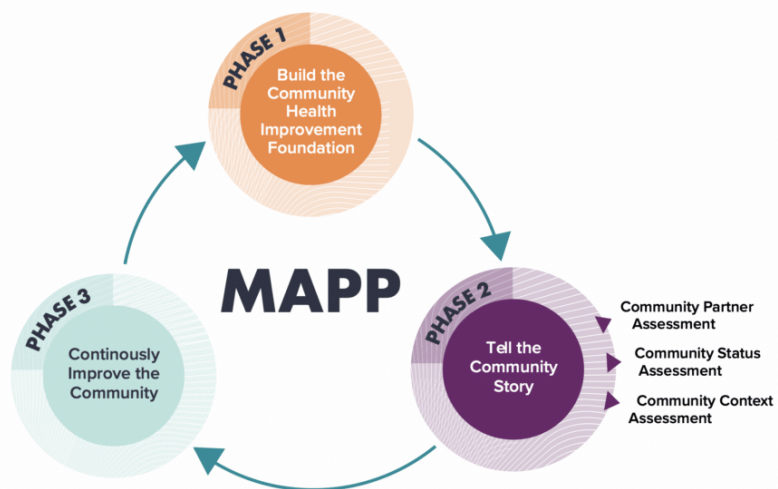 PHASE 1
Build the
Community
Health
Improvement
Foundation
MAPP
PHASE 2
Tell the
Community
Story
Community Partner
Assessment
Community Status
Assessment
Community Context
Assessment
PHASE 3
Continously
Improve the
Community